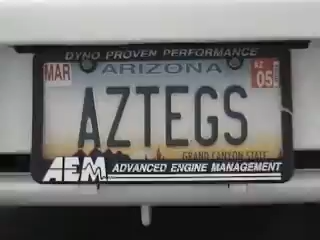 DYNO PROVEN PERFORMANCE
MAR ARIZONA AZ 05
AZTEGS
GRAND CANYON STATE
AEM ADVANCED ENGINE MANAGEMENT